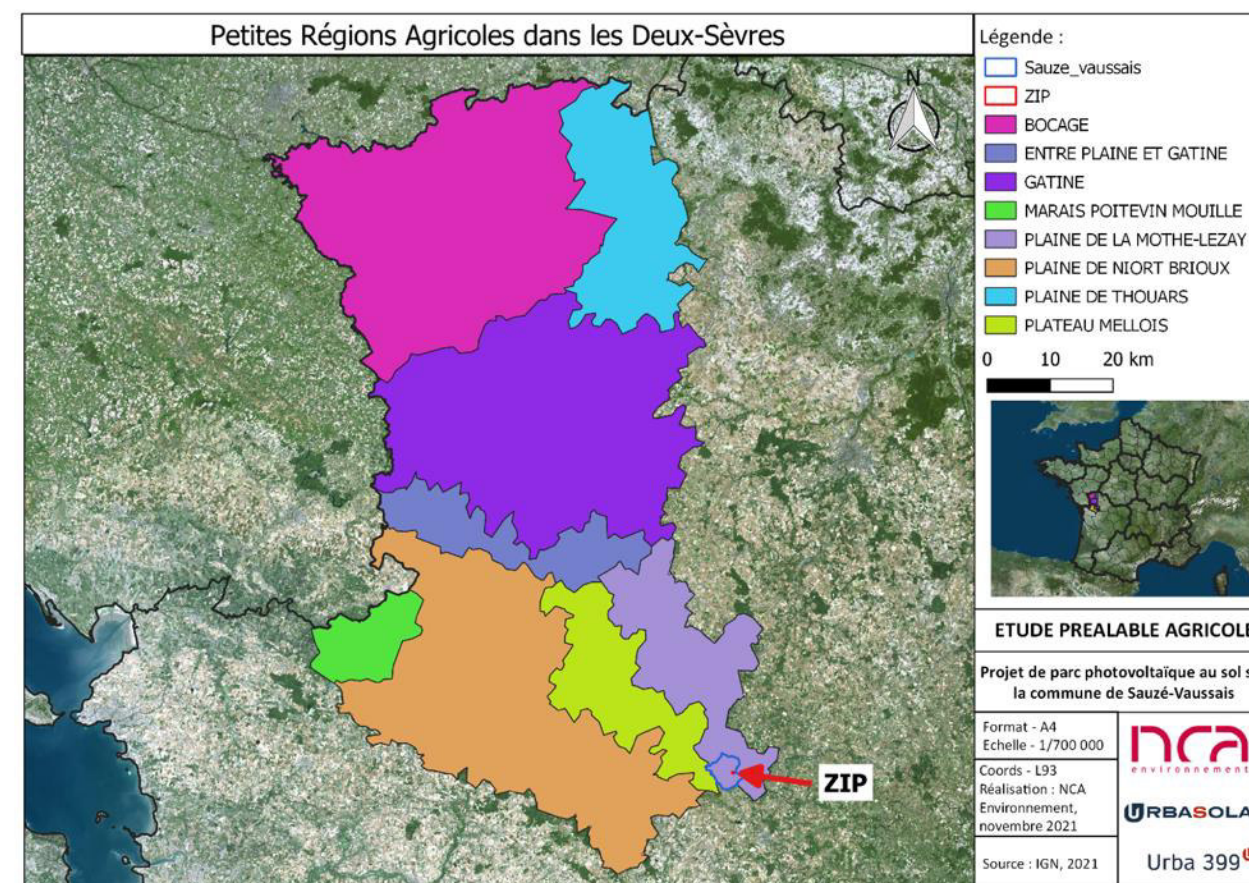 Petites Régions Agricoles dans les Deux-Sèvres
N
ZIP
Légende :
Sauze_vaussais
ZIP
BOCAGE
ENTRE PLAINE ET GATINE
GATINE
MARAIS POITEVIN MOUILLE
PLAINE DE LA MOTHE-LEZAY
PLAINE DE NIORT BRIOUX
PLAINE DE THOUARS
PLATEAU MELLOIS
0 10 20 km
ETUDE PREALABLE AGRICOLE
Projet de parc photovoltaïque au sol s
la commune de Sauzé-Vaussais
Format - A4
Echelle - 1/700 000
Coords - L93
Réalisation : NCA
Environnement,
novembre 2021
Source : IGN, 2021
nca
environnement
URBASOLA
Urba 399